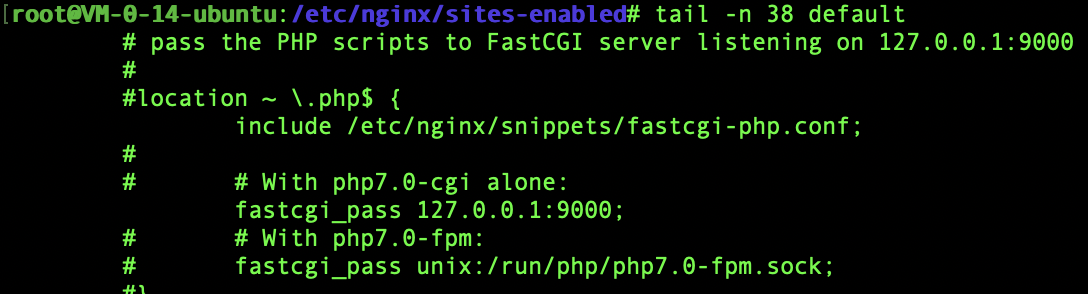 [root@VM-0-14-ubuntu:/etc/nginx/sites-enabled# tail -n 38 default
# pass the PHP scripts to FastCGI server listening on 127.0.0.1:9000
#
#location ~ \.php$ {
include /etc/nginx/snippets/fastcgi-php.conf;
#
# # With php7.0-cgi alone:
fastcgi_pass 127.0.0.1:9000;
# # With php7.0-fpm:
# fastcgi_pass unix:/run/php/php7.0-fpm.sock;
#}